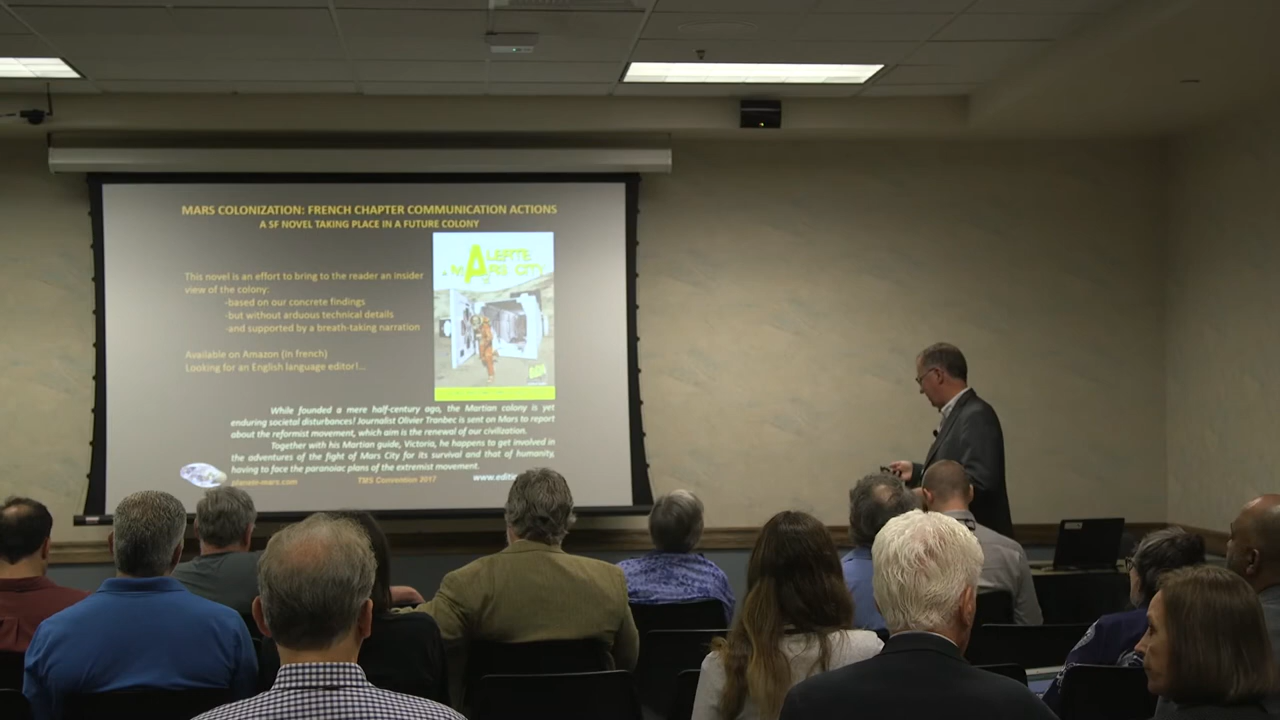 MARS COLONIZATION: FRENCH CHAPTER COMMUNICATION ACTIONS
A SF NOVEL TAKING PLACE IN A FUTURE COLONY
ALERTE
à MARS CITY
This novel is an effort to bring to the reader an insider
view of the colony:
-based on our concrete findings
-but without arduous technical details
-and supported by a breath-taking narration
Available on Amazon (in french)
Looking for an English language editor!...
While founded a mere half-century ago, the Martian colony is yet
enduring societal disturbances! Journalist Olivier Tranbec is sent on Mars to report
about the reformist movement, which aim is the renewal of our civilization.
Together with his Martian guide, Victoria, he happens to get involved in
the adventures of the fight of Mars City for its survival and that of humanity,
having to face the paranoiac plans of the extremist movement.
planete-mars.com TMS Convention 2017 www.editi